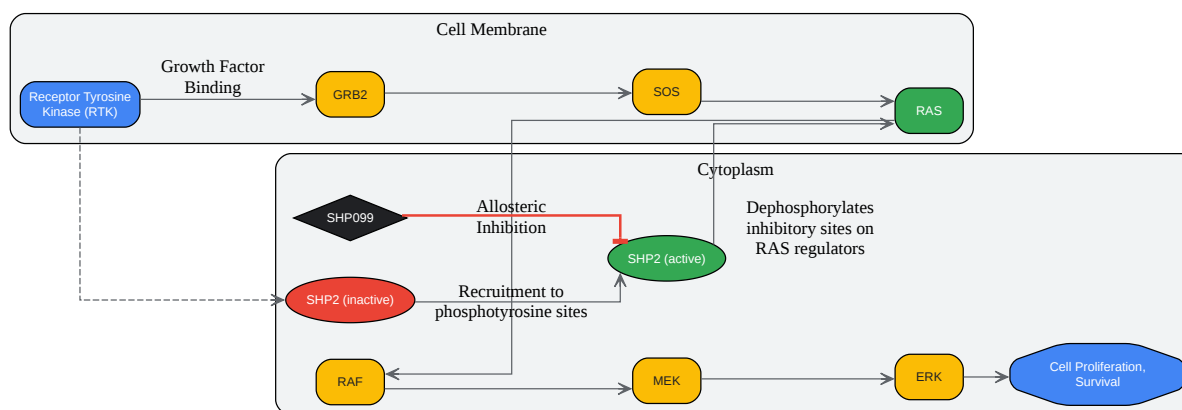 Cell Membrane
Growth Factor
Binding
Receptor Tyrosine
Kinase (RTK)
GRB2
SOS
RAS
Cytoplasm
SHP099
Allosteric
Inhibition
Dephosphorylates
inhibitory sites on
RAS regulators
SHP2 (active)
SHP2 (inactive)
Recruitment to
phosphotyrosine sites
RAF
MEK
ERK
Cell Proliferation,
Survival